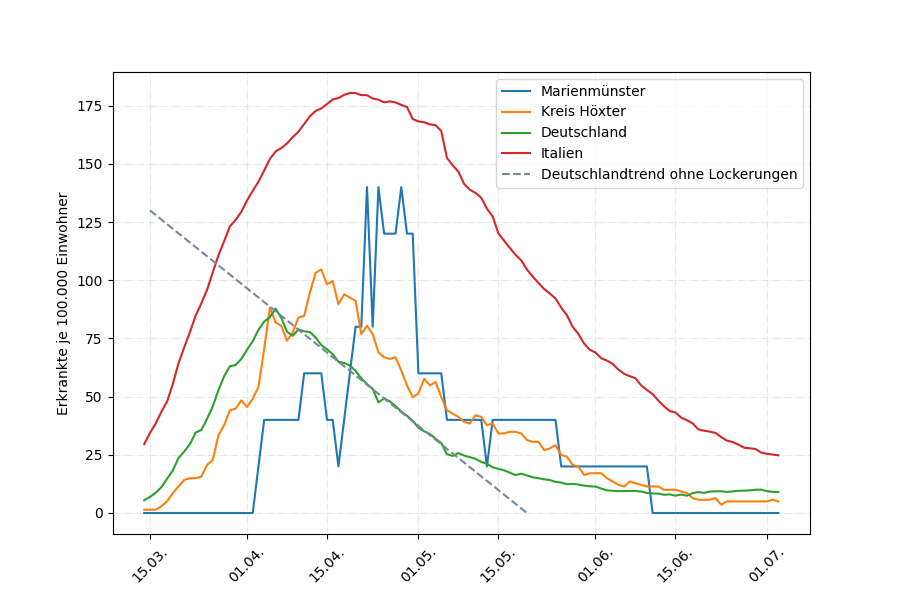 Marienmünster
Kreis Höxter
Deutschland
Italien
Deutschlandtrend ohne Lockerungen
Erkrankte je 100.000 Einwohner
175
150
125
100
75
50
25
0
15.03.
01.04.
15.04.
01.05.
15.05.
01.06.
15.06.
01.07.